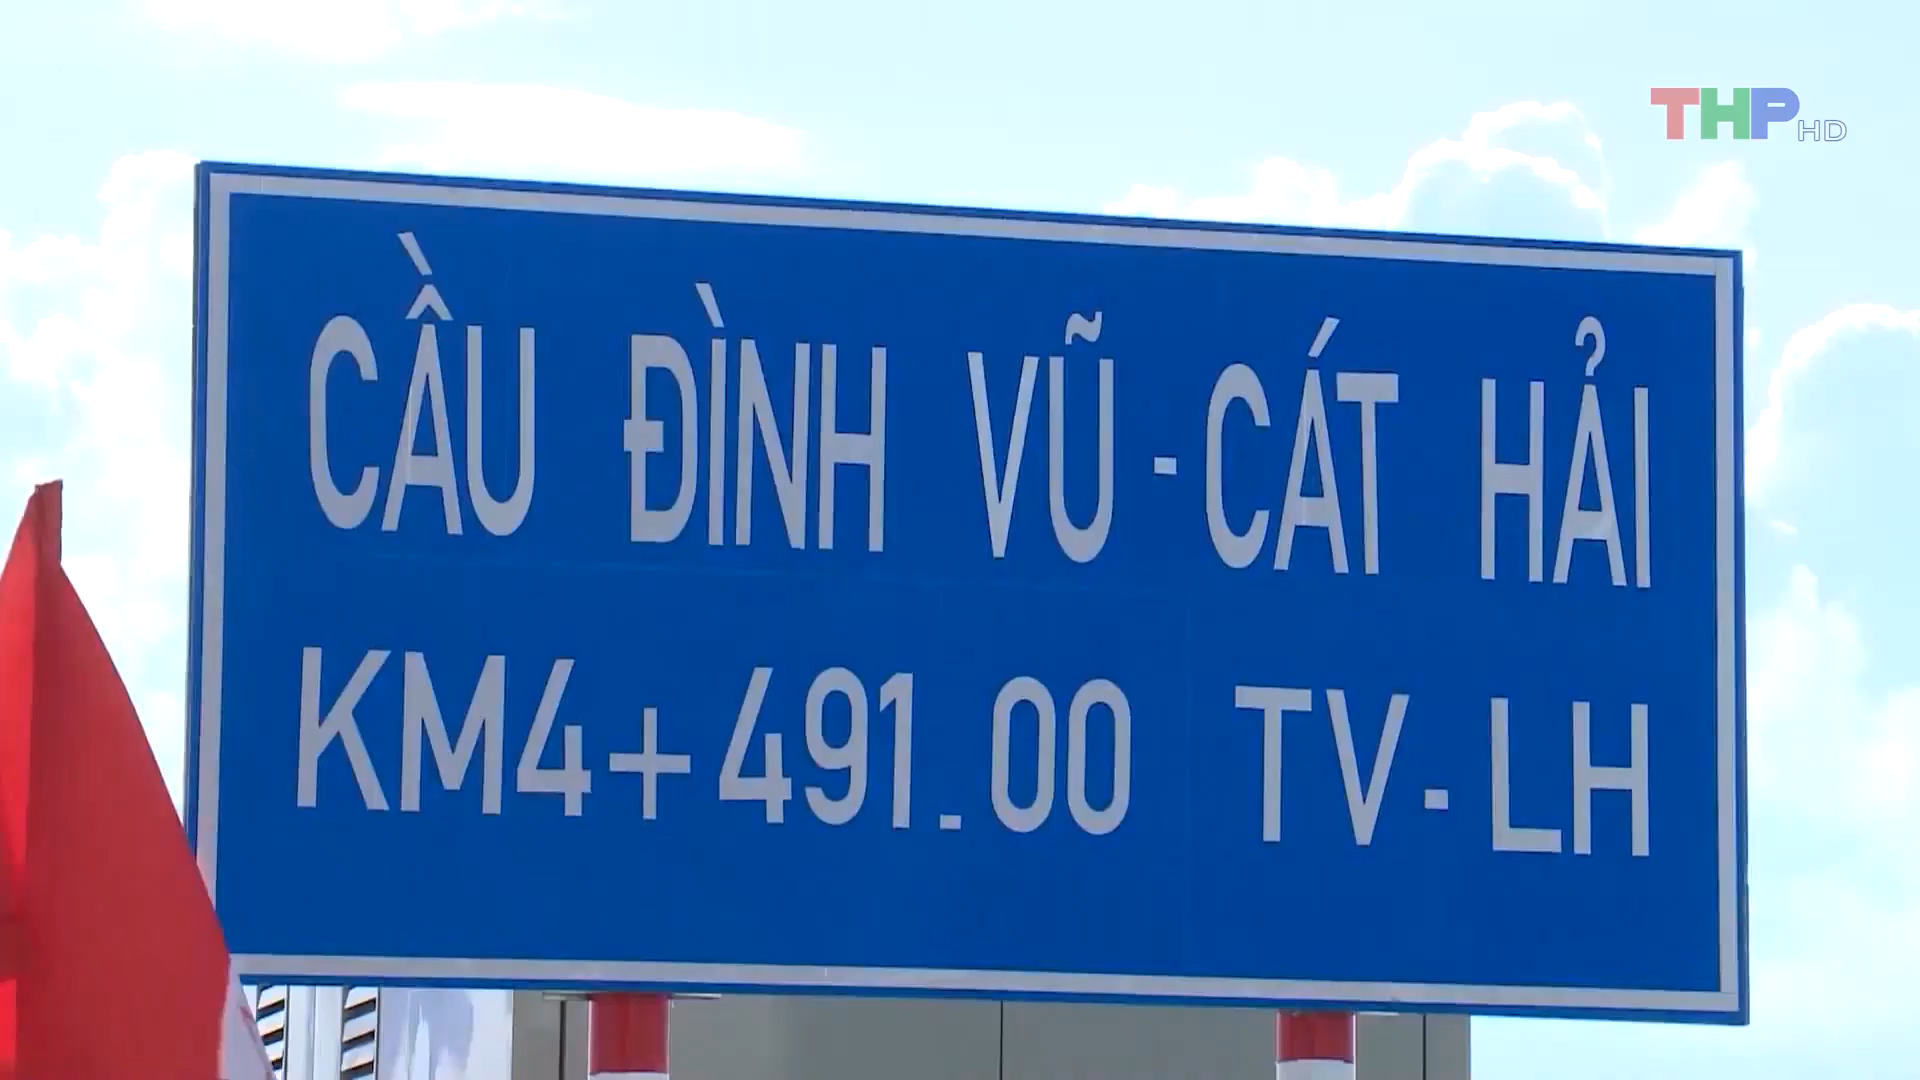 THP HD
CẦU ĐÌNH VŨ - CÁT HẢI
KM4+491.00 TV-LH